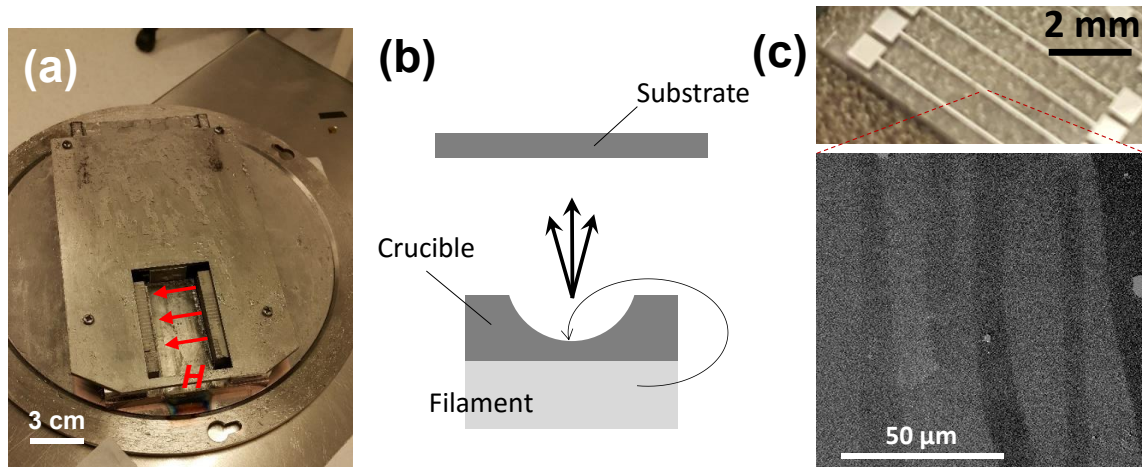 (a)
H
3 cm
(b)
Substrate
Crucible
Filament
(c)
2 mm
50 µm